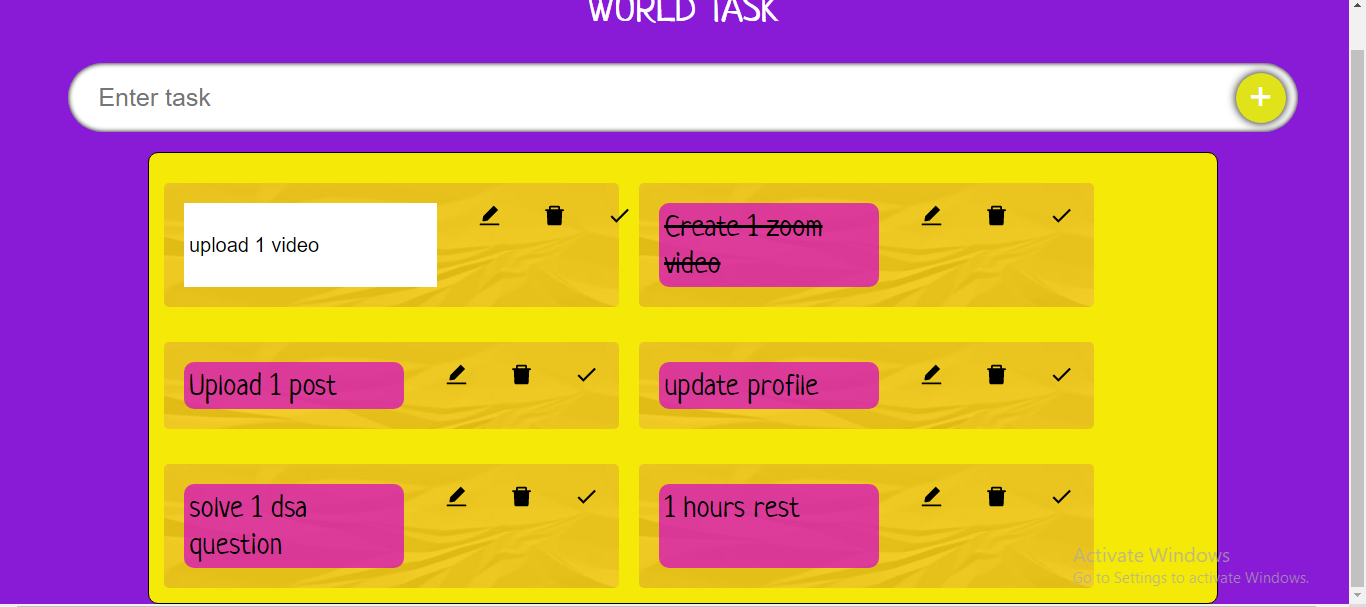 WORLD TASK
Enter task
+
upload 1 video
Create 1 zoom
video
Upload 1 post
update profile
solve 1 dsa
question
1 hours rest
Activate Windows
Go to Settings to activate Windows.